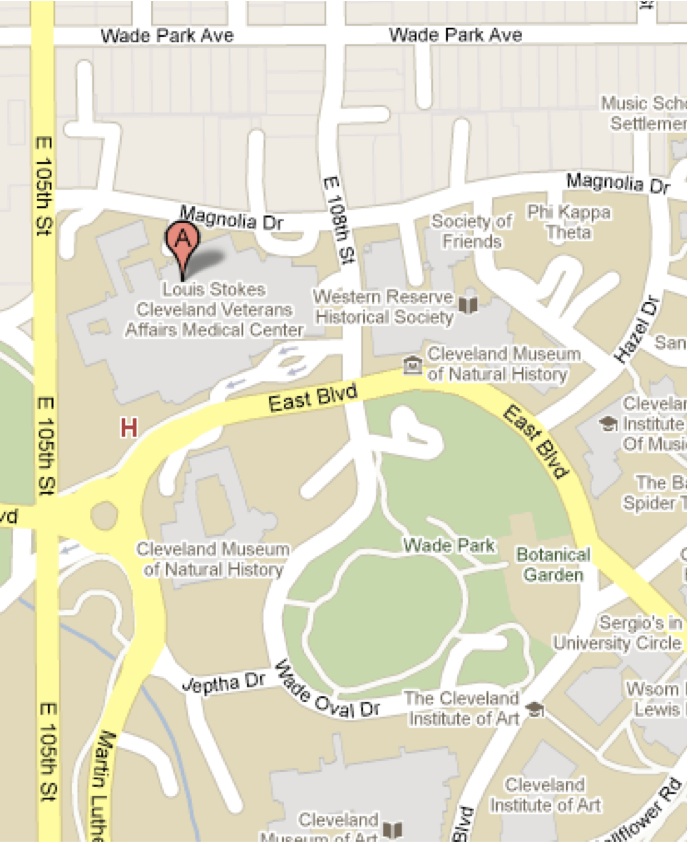 St
Wade Park Ave
Wade Park Ave
Music Scho
Settlemen
E 105th St
E 108th St
Magnolia Dr
Magnolia Dr
Phi Kappa
Theta
Society of
Friends
A
Louis Stokes
Cleveland Veterans
Affairs Medical Center
Western Reserve
Historical Society
Hazel Dr
San
Cleveland Museum
of Natural History
East Blvd
East Blvd
E 105th St
H
Clevelan
Institute
Of Music
The Ba
Spider T
vd
Cleveland Museum
of Natural History
Wade Park
Botanical
Garden
Sergio's in
University Circle
Jeptha Dr
Wade Oval Dr
The Cleveland
Institute of Art
Wsom
Lewis
E 105th St
Martin Luthe
Cleveland
Institute of Art
Cleveland
Museum of Art
Blvd
llflower Rd